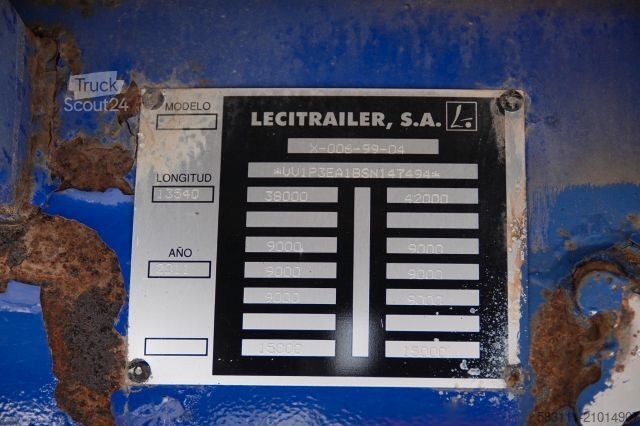 Truck
Scout24
MODELO
LECITRAILER, S.A.
X-006-99-04
*VV1P3EA1BSN147494*
LONGITUD
13540
38000 42000
AÑO
2011
9000 9000
9000 9000
9000 9000
15000 15000